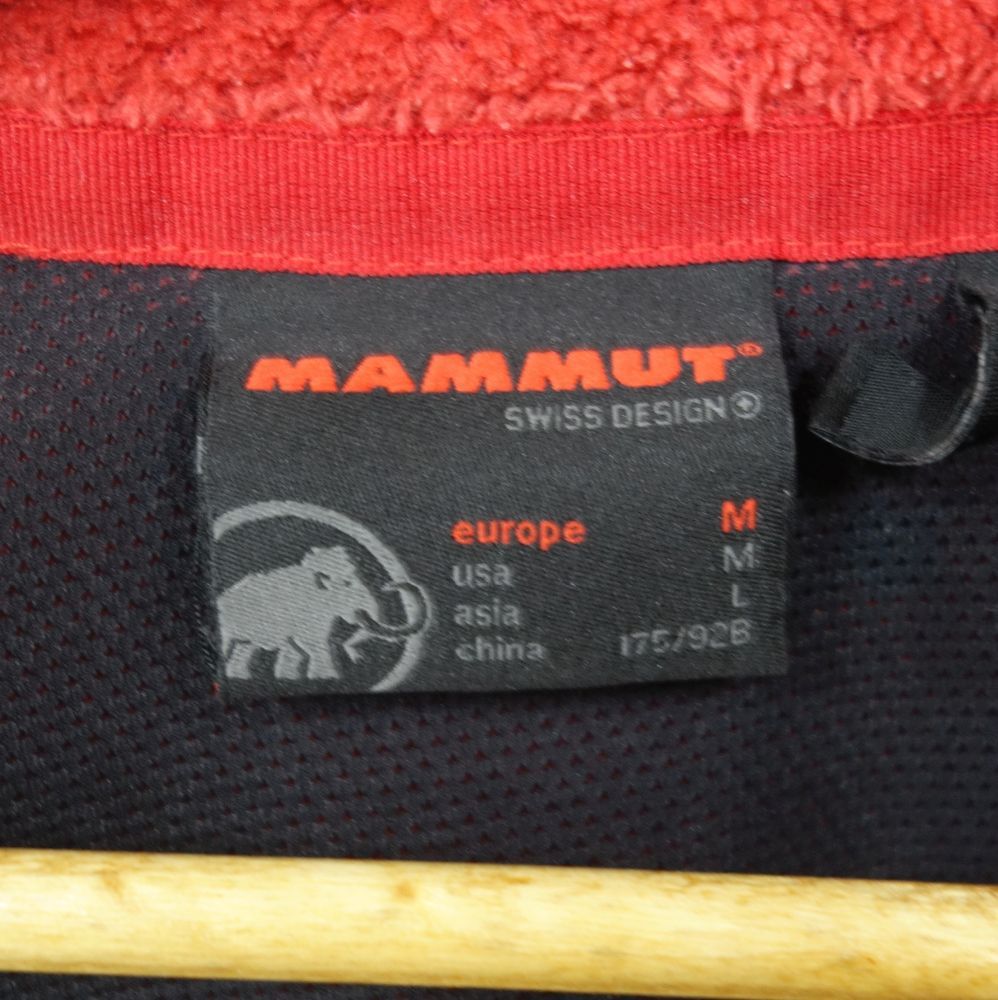 MAMMUT®
SWISS DESIGN
europe M
usa M
asia L
china 175/92B